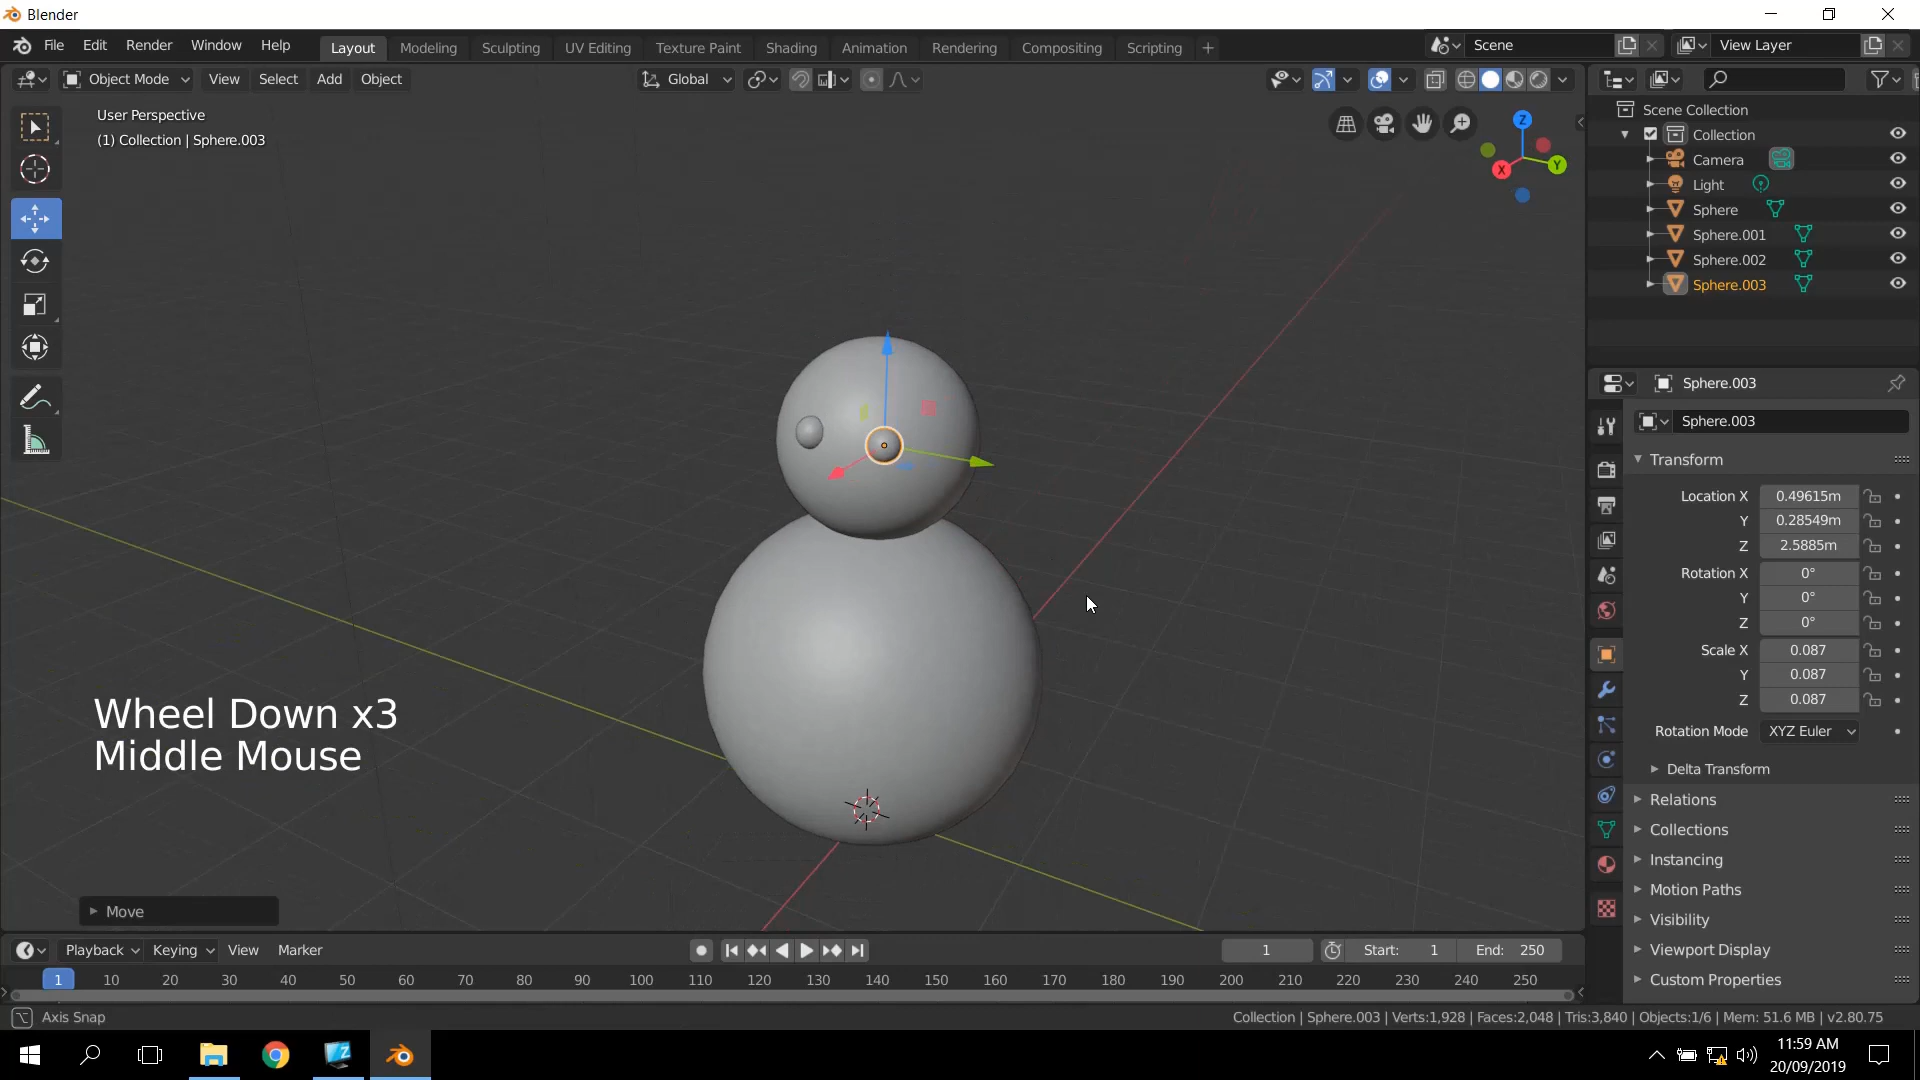 Blender
File Edit Render Window Help
Layout Modeling Sculpting UV Editing Texture Paint Shading Animation Rendering Compositing Scripting +
Scene
View Layer
Object Mode View Select Add Object
Global
User Perspective
(1) Collection | Sphere.003
Z
Y
X
Scene Collection
Collection
Camera
Light
Sphere
Sphere.001
Sphere.002
Sphere.003
Sphere.003
Sphere.003
Transform
Location X 0.49615m
Y 0.28549m
Z 2.5885m
Rotation X 0°
Y 0°
Z 0°
Scale X 0.087
Y 0.087
Z 0.087
Rotation Mode XYZ Euler
Delta Transform
Relations
Collections
Instancing
Motion Paths
Visibility
Viewport Display
Custom Properties
Wheel Down x3
Middle Mouse
Move
Playback Keying View Marker
1
Start: 1
End: 250
1 10 20 30 40 50 60 70 80 90 100 110 120 130 140 150 160 170 180 190 200 210 220 230 240 250
Axis Snap
Collection | Sphere.003 | Verts:1,928 | Faces:2,048 | Tris:3,840 | Objects:1/6 | Mem: 51.6 MB | v2.80.75
11:59 AM
20/09/2019